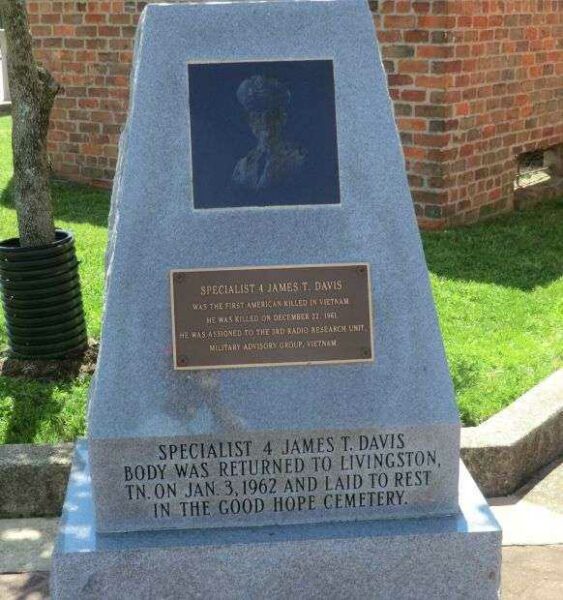 SPECIALIST 4 JAMES T. DAVIS
WAS THE FIRST AMERICAN KILLED IN VIETNAM
HE WAS KILLED ON DECEMBER 22, 1961.
HE WAS ASSIGNED TO THE 3RD RADIO RESEARCH UNIT,
MILITARY ADVISORY GROUP, VIETNAM.
SPECIALIST 4 JAMES T. DAVIS
BODY WAS RETURNED TO LIVINGSTON,
TN. ON JAN. 3, 1962 AND LAID TO REST
IN THE GOOD HOPE CEMETERY.